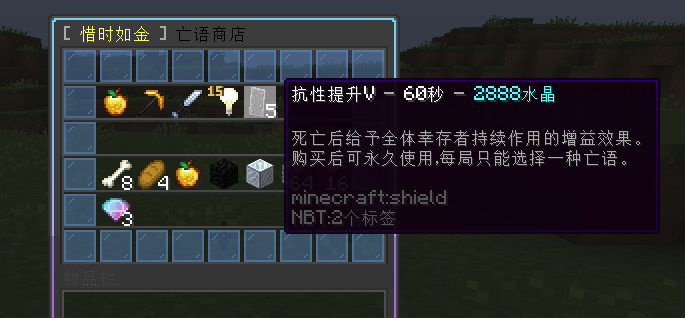 [ 惜时如金 ] 亡语商店
15
5
抗性提升V - 60秒 - 2888水晶
死亡后给予全体幸存者持续作用的增益效果。
购买后可永久使用,每局只能选择一种亡语。
minecraft:shield
NBT:2个标签
8 4 64 16
3
物品栏